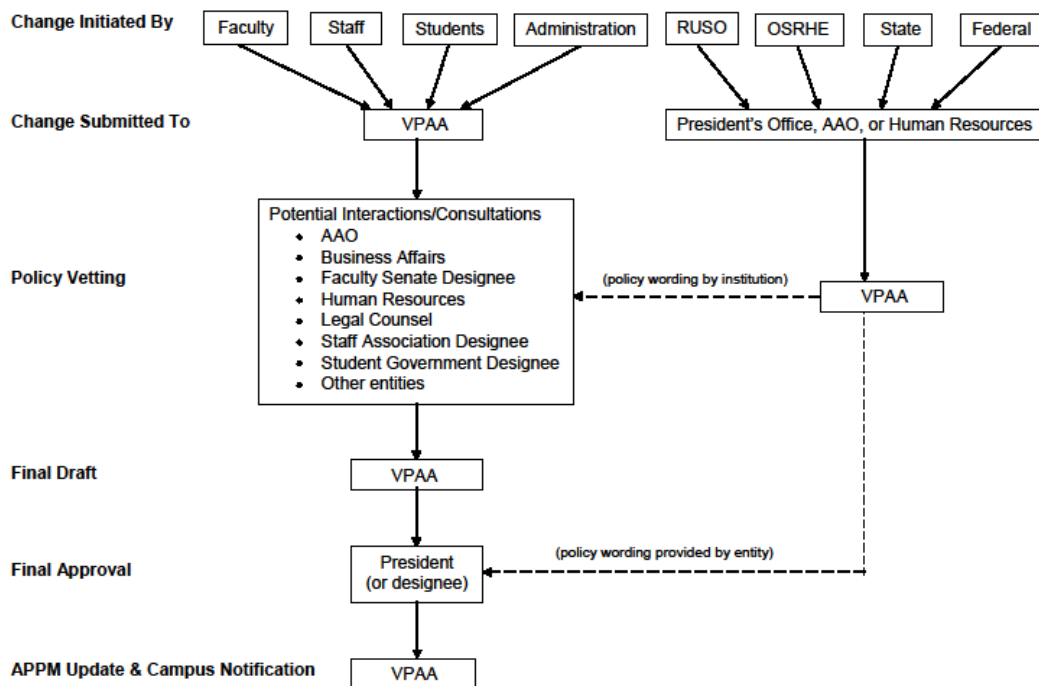 Change Initiated By
Faculty
Staff
Students
Administration
RUSO
OSRHE
State
Federal
Change Submitted To
VPAA
President's Office, AAO, or Human Resources
Potential Interactions/Consultations
• AAO
• Business Affairs
• Faculty Senate Designee
• Human Resources
• Legal Counsel
• Staff Association Designee
• Student Government Designee
• Other entities
Policy Vetting
(policy wording by institution)
VPAA
Final Draft
VPAA
Final Approval
President
(or designee)
(policy wording provided by entity)
APPM Update & Campus Notification
VPAA